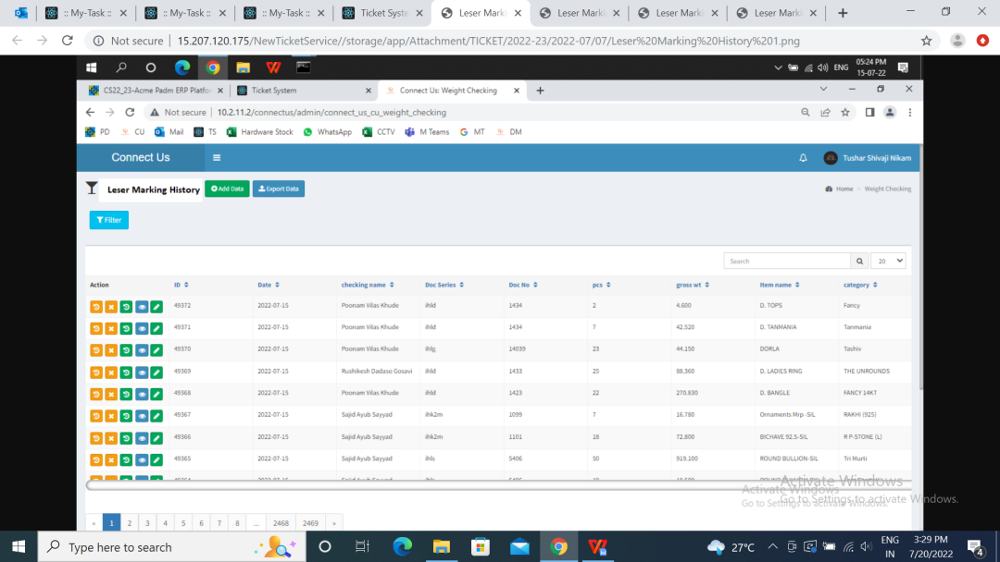 :: My-Task ::
:: My-Task ::
:: My-Task ::
Ticket Syste
Leser Marki
Leser Marki
Leser Marki
Leser Marki
Not secure
15.207.120.175/NewTicketService//storage/app/Attachment/TICKET/2022-23/2022-07/07/Leser%20Marking%20History%201.png
ENG
05:24 PM
15-07-22
CS22_23-Acme Padm ERP Platfo
Ticket System
Connect Us: Weight Checking
Not secure
10.2.11.2/connectus/admin/connect_us_cu_weight_checking
PD CU Mail TS Hardware Stock WhatsApp CCTV M Teams MT DM
Connect Us
Tushar Shivaji Nikam
Leser Marking History
Add Data
Export Data
Home
Weight Checking
Filter
Search
20
Action ID Date checking name Doc Series Doc No pcs gross wt Item name category
49372 2022-07-15 Poonam Vilas Khude ihld 1434 2 4.600 D. TOPS Fancy
49371 2022-07-15 Poonam Vilas Khude ihld 1434 7 42.520 D. TANMANIA Tanmania
49370 2022-07-15 Poonam Vilas Khude ihlg 14039 23 44.150 DORLA Tashiv
49369 2022-07-15 Rushikesh Dadaso Gosavi ihld 1433 25 88.360 D. LADIES RING THE UNROUNDS
49368 2022-07-15 Poonam Vilas Khude ihld 1423 22 270.830 D. BANGLE FANCY 14KT
49367 2022-07-15 Sajid Ayub Sayyad ihk2m 1099 7 16.780 Ornaments Mrp -SIL RAKHI (925)
49366 2022-07-15 Sajid Ayub Sayyad ihk2m 1101 18 72.800 BICHAVE 92.5-SIL R P-STONE (L)
49365 2022-07-15 Sajid Ayub Sayyad ihls 5406 50 919.100 ROUND BULLION-SIL Tri Murti
« 1 2 3 4 5 6 7 8 ... 2468 2469 »
Activate Windows
Go to Settings to activate Windows.
Activate Windows
Go to Settings to activate Windows.
Type here to search
27°C
ENG
IN
3:29 PM
7/20/2022
4